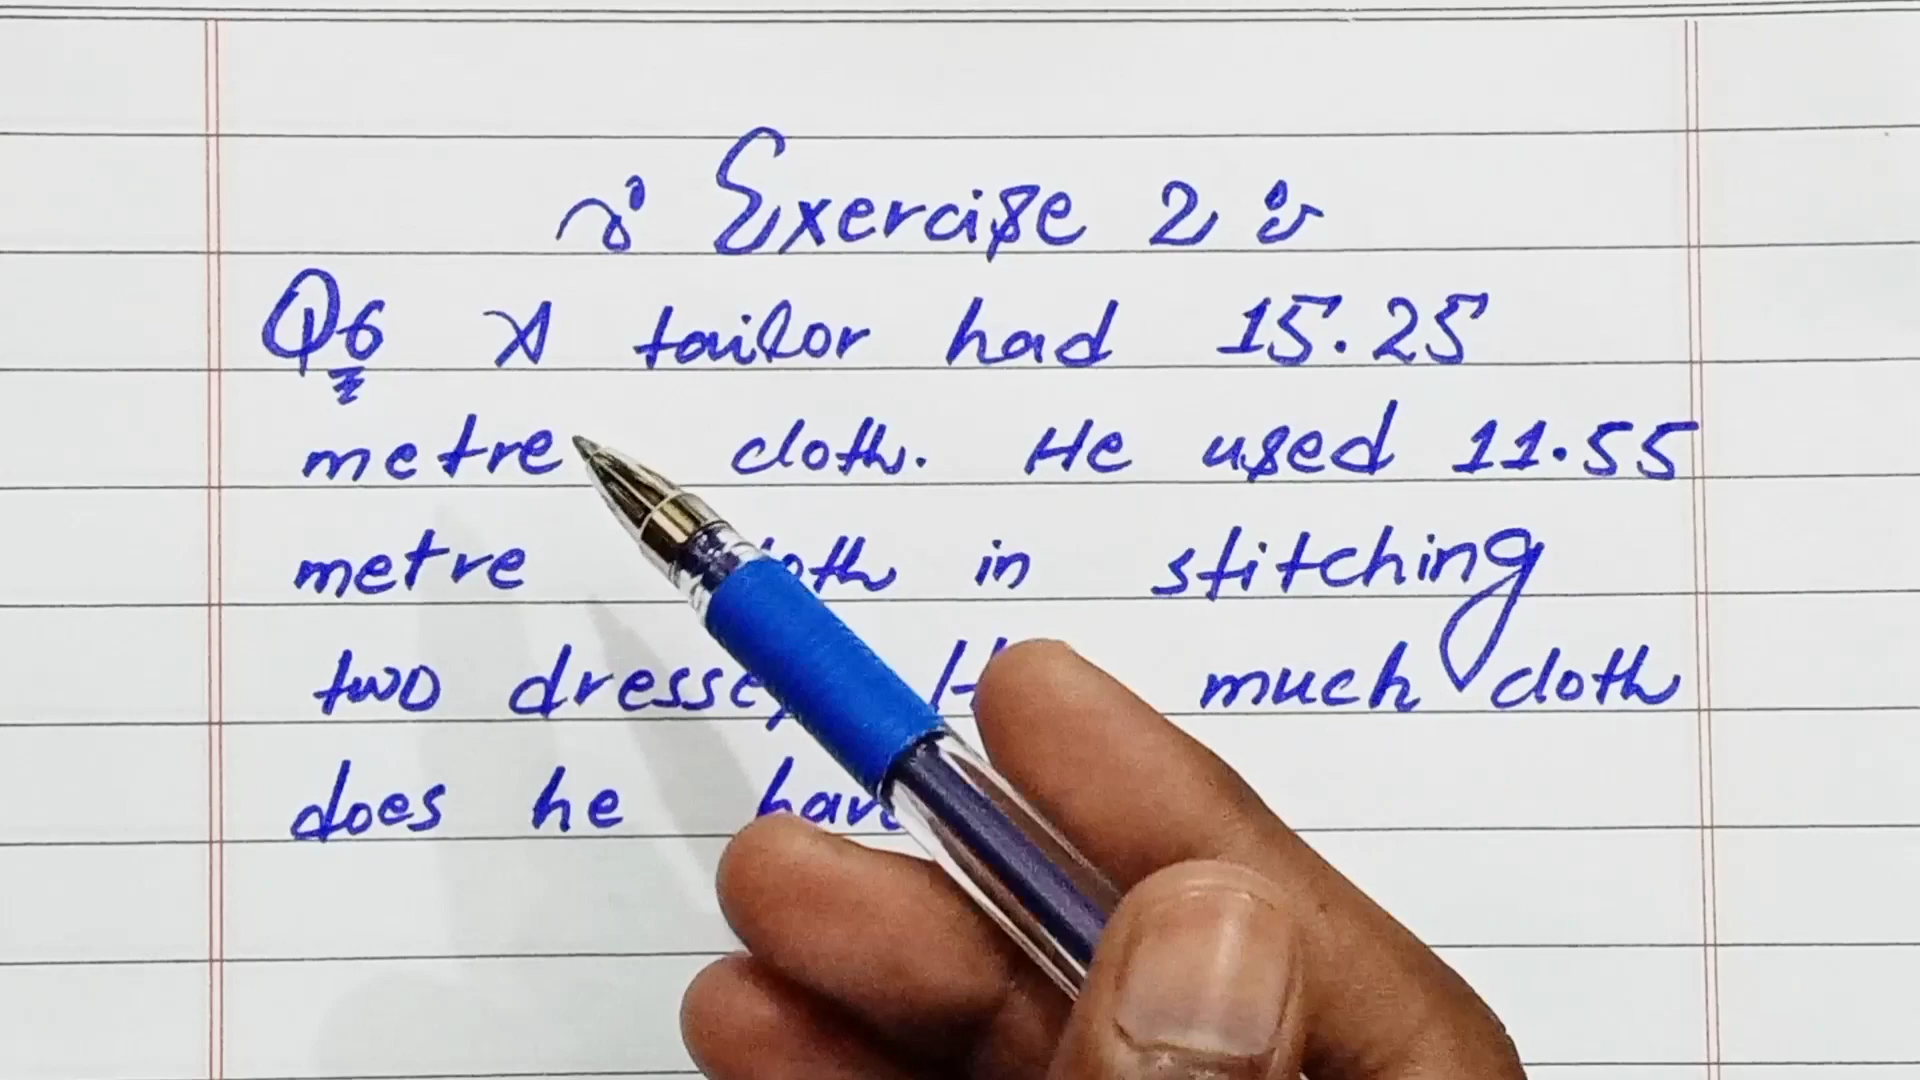 Exercise 2
Q6 A tailor had 15.25
metre cloth. He used 11.55
metre in stitching
two much cloth
does he